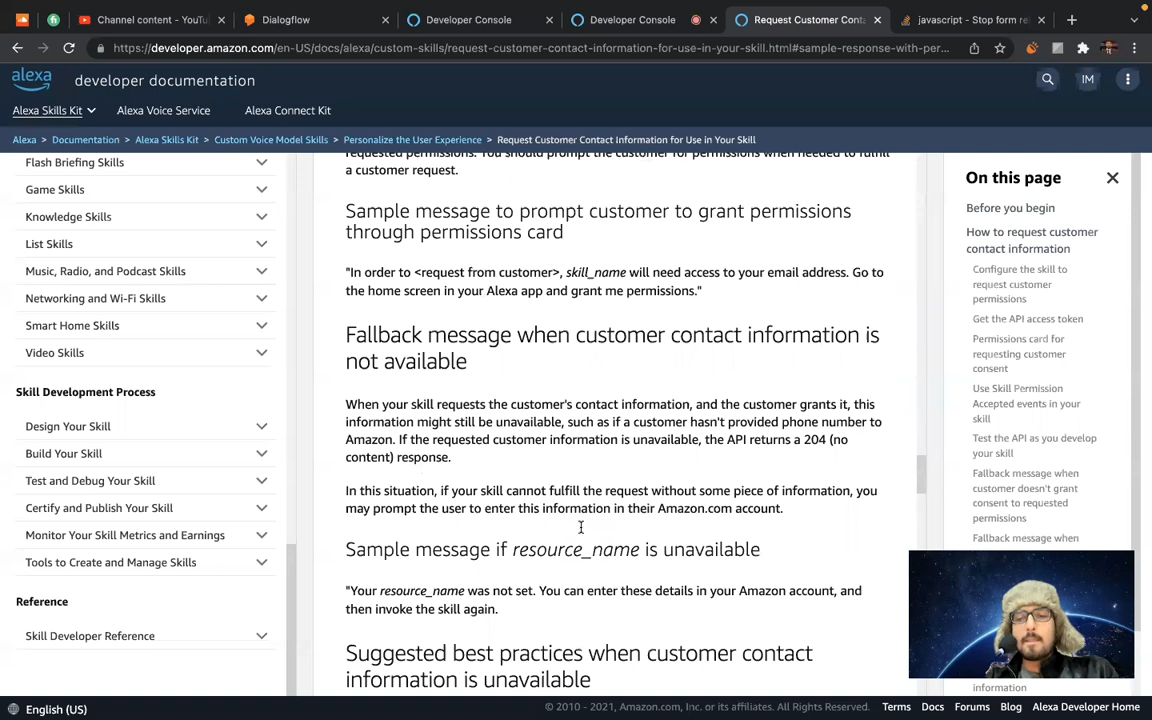 Channel content - YouTu
Dialogflow
Developer Console
Developer Console
Request Customer Conta
javascript - Stop form re
https://developer.amazon.com/en-US/docs/alexa/custom-skills/request-customer-contact-information-for-use-in-your-skill.html#sample-response-with-per...
alexa developer documentation
IM
Alexa Skills Kit
Alexa Voice Service
Alexa Connect Kit
Alexa > Documentation > Alexa Skills Kit > Custom Voice Model Skills > Personalize the User Experience > Request Customer Contact Information for Use in Your Skill
Flash Briefing Skills
Game Skills
Knowledge Skills
List Skills
Music, Radio, and Podcast Skills
Networking and Wi-Fi Skills
Smart Home Skills
Video Skills
Skill Development Process
Design Your Skill
Build Your Skill
Test and Debug Your Skill
Certify and Publish Your Skill
Monitor Your Skill Metrics and Earnings
Tools to Create and Manage Skills
Reference
Skill Developer Reference
requested permissions. You should prompt the customer for permissions when needed to fulfill
a customer request.
Sample message to prompt customer to grant permissions
through permissions card
"In order to <request from customer>, skill_name will need access to your email address. Go to
the home screen in your Alexa app and grant me permissions."
Fallback message when customer contact information is
not available
When your skill requests the customer's contact information, and the customer grants it, this
information might still be unavailable, such as if a customer hasn't provided phone number to
Amazon. If the requested customer information is unavailable, the API returns a 204 (no
content) response.
In this situation, if your skill cannot fulfill the request without some piece of information, you
may prompt the user to enter this information in their Amazon.com account.
Sample message if resource_name is unavailable
"Your resource_name was not set. You can enter these details in your Amazon account, and
then invoke the skill again.
Suggested best practices when customer contact
information is unavailable
On this page
Before you begin
How to request customer
contact information
Configure the skill to
request customer
permissions
Get the API access token
Permissions card for
requesting customer
consent
Use Skill Permission
Accepted events in your
skill
Test the API as you develop
your skill
Fallback message when
customer doesn't grant
consent to requested
permissions
Fallback message when
information
English (US)
© 2010 - 2021, Amazon.com, Inc. or its affiliates. All Rights Reserved.
Terms
Docs
Forums
Blog
Alexa Developer Home